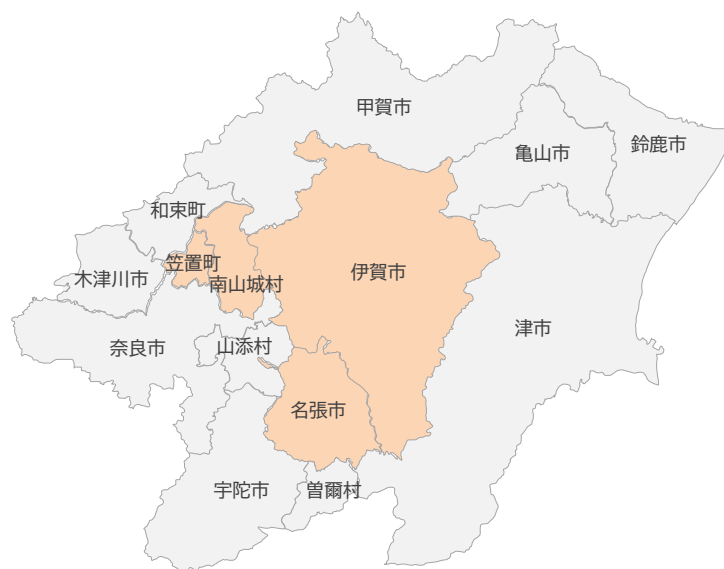 甲賀市
鈴鹿市
亀山市
和束町
笠置町
伊賀市
木津川市
南山城村
津市
奈良市
山添村
名張市
宇陀市
曽爾村